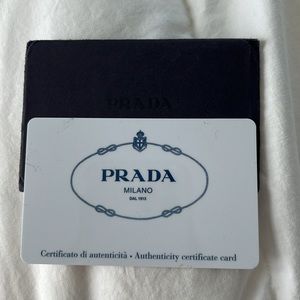 PRADA
PRADA
MILANO
DAL 1913
Certificato di autenticità • Authenticity certificate card